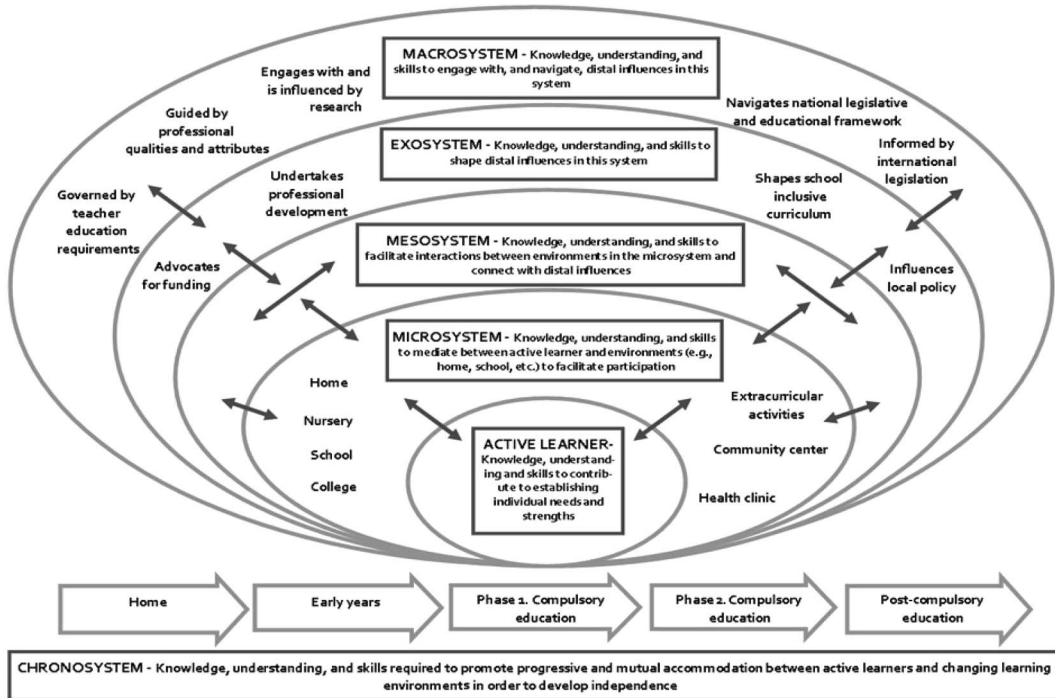 MACROSYSTEM - Knowledge, understanding, and
skills to engage with, and navigate, distal influences in this
system
Engages with and
is influenced by
research
Guided by
professional
qualities and attributes
Governed by
teacher
education
requirements
Navigates national legislative
and educational framework
Informed by
international
legislation
EXOSYSTEM - Knowledge, understanding, and skills to
shape distal influences in this system
Undertakes
professional
development
Advocates
for funding
Shapes school
inclusive
curriculum
Influences
local policy
MESOSYSTEM - Knowledge, understanding, and skills to
facilitate interactions between environments in the microsystem and
connect with distal influences
MICROSYSTEM - Knowledge, understanding, and skills
to mediate between active learner and environments (e.g.,
home, school, etc.) to facilitate participation
Home
Nursery
School
College
Extracurricular
activities
Community center
Health clinic
ACTIVE LEARNER-
Knowledge, understand-
ing and skills to contrib-
ute to establishing
individual needs and
strengths
Home
Early years
Phase 1. Compulsory
education
Phase 2. Compulsory
education
Post-compulsory
education
CHRONOSYSTEM - Knowledge, understanding, and skills required to promote progressive and mutual accommodation between active learners and changing learning
environments in order to develop independence